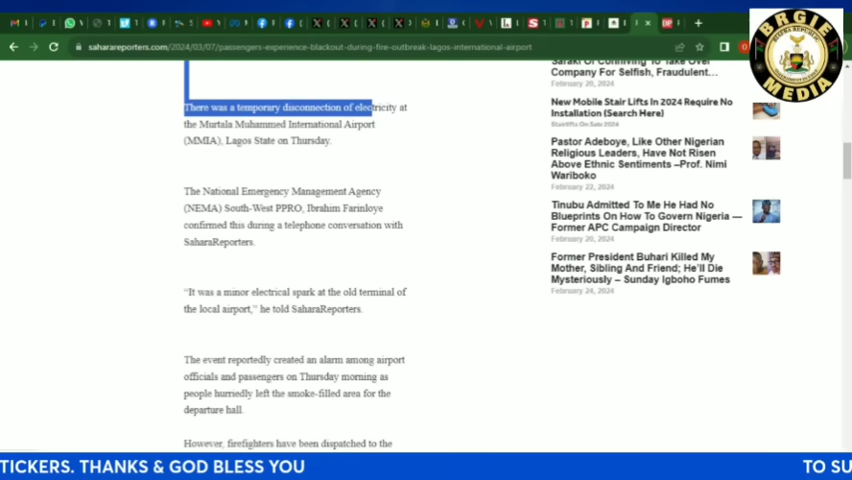 saharareporters.com/2024/03/07/passengers-experience-blackout-during-fire-outbreak-lagos-international-airport
BRGIE
MEDIA
There was a temporary disconnection of electricity at
the Murtala Muhammed International Airport
(MMIA), Lagos State on Thursday.
The National Emergency Management Agency
(NEMA) South-West PPRO, Ibrahim Farinloye
confirmed this during a telephone conversation with
SaharaReporters.
“It was a minor electrical spark at the old terminal of
the local airport,” he told SaharaReporters.
The event reportedly created an alarm among airport
officials and passengers on Thursday morning as
people hurriedly left the smoke-filled area for the
departure hall.
However, firefighters have been dispatched to the
Saraki Of Conniving To Take Over
Company For Selfish, Fraudulent...
February 20, 2024
New Mobile Stair Lifts In 2024 Require No
Installation (Search Here)
Pastor Adeboye, Like Other Nigerian
Religious Leaders, Have Not Risen
Above Ethnic Sentiments –Prof. Nimi
Wariboko
February 22, 2024
Tinubu Admitted To Me He Had No
Blueprints On How To Govern Nigeria —
Former APC Campaign Director
February 20, 2024
Former President Buhari Killed My
Mother, Sibling And Friend; He’ll Die
Mysteriously – Sunday Igboho Fumes
February 24, 2024
TICKERS. THANKS & GOD BLESS YOU
TO SU